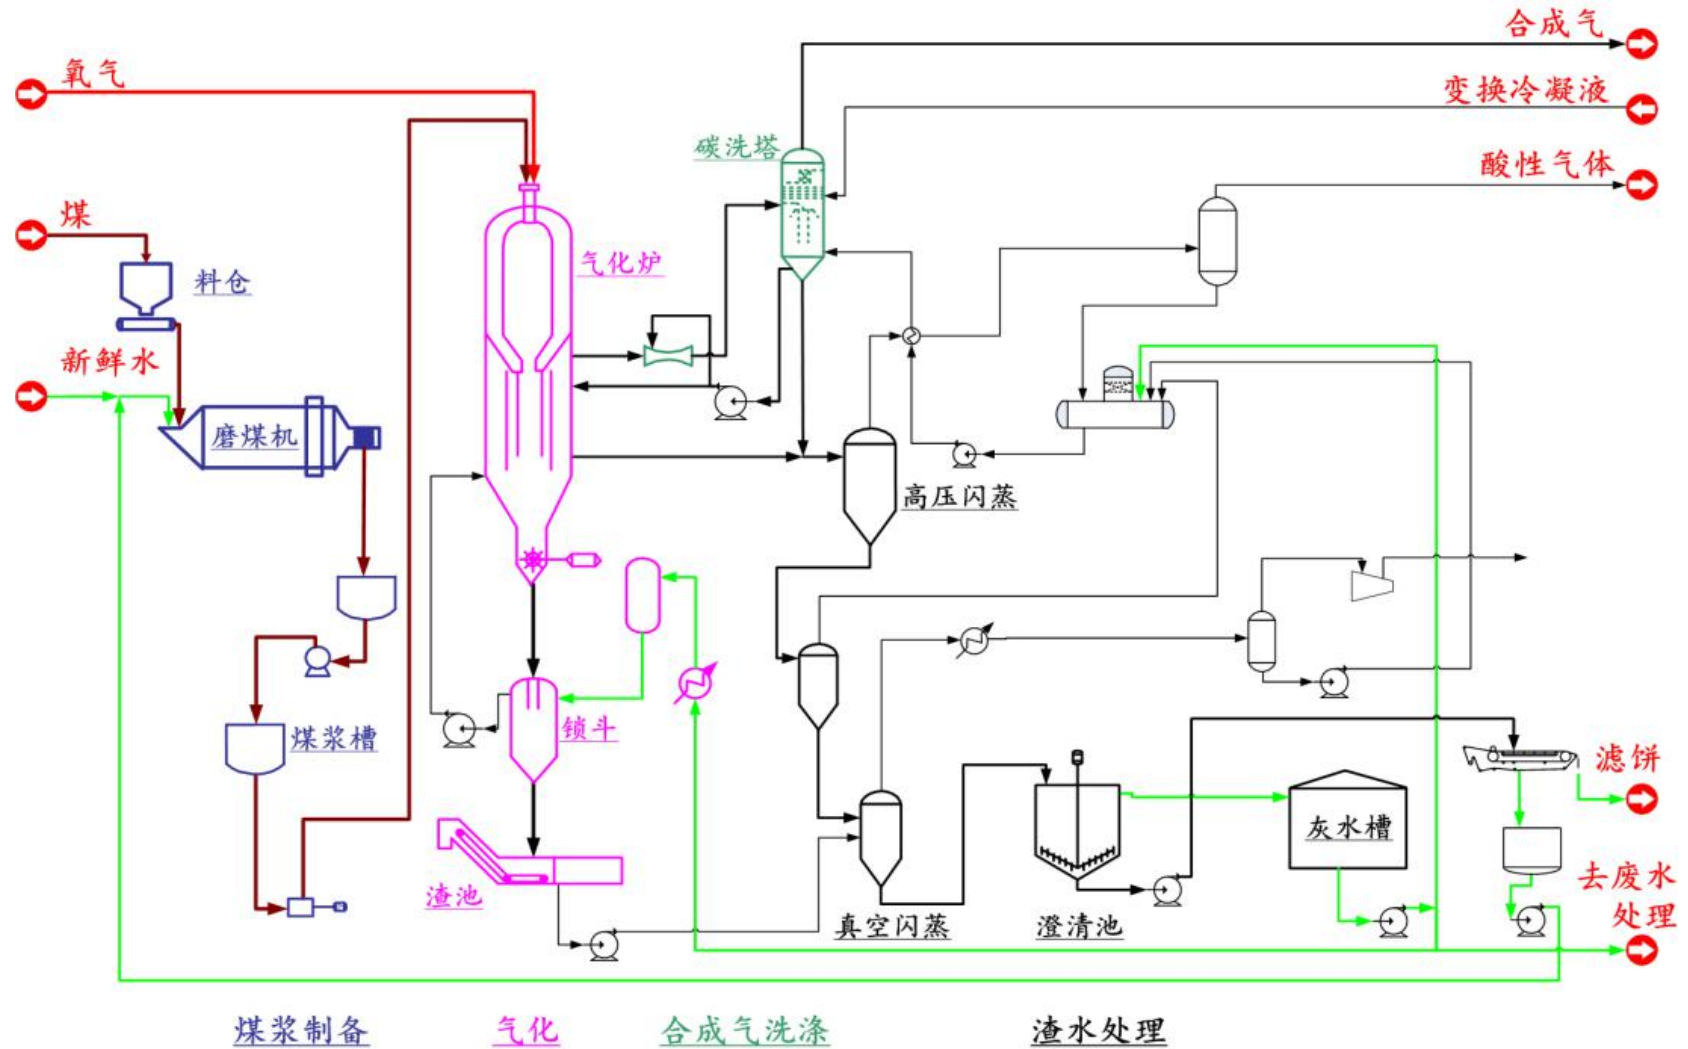 合成气
氧气
变换冷凝液
碳洗塔
酸性气体
煤
气化炉
料仓
新鲜水
磨煤机
高压闪蒸
锁斗
煤浆槽
滤饼
灰水槽
渣池
去废水
处理
真空闪蒸
澄清池
煤浆制备
气化
合成气洗涤
渣水处理